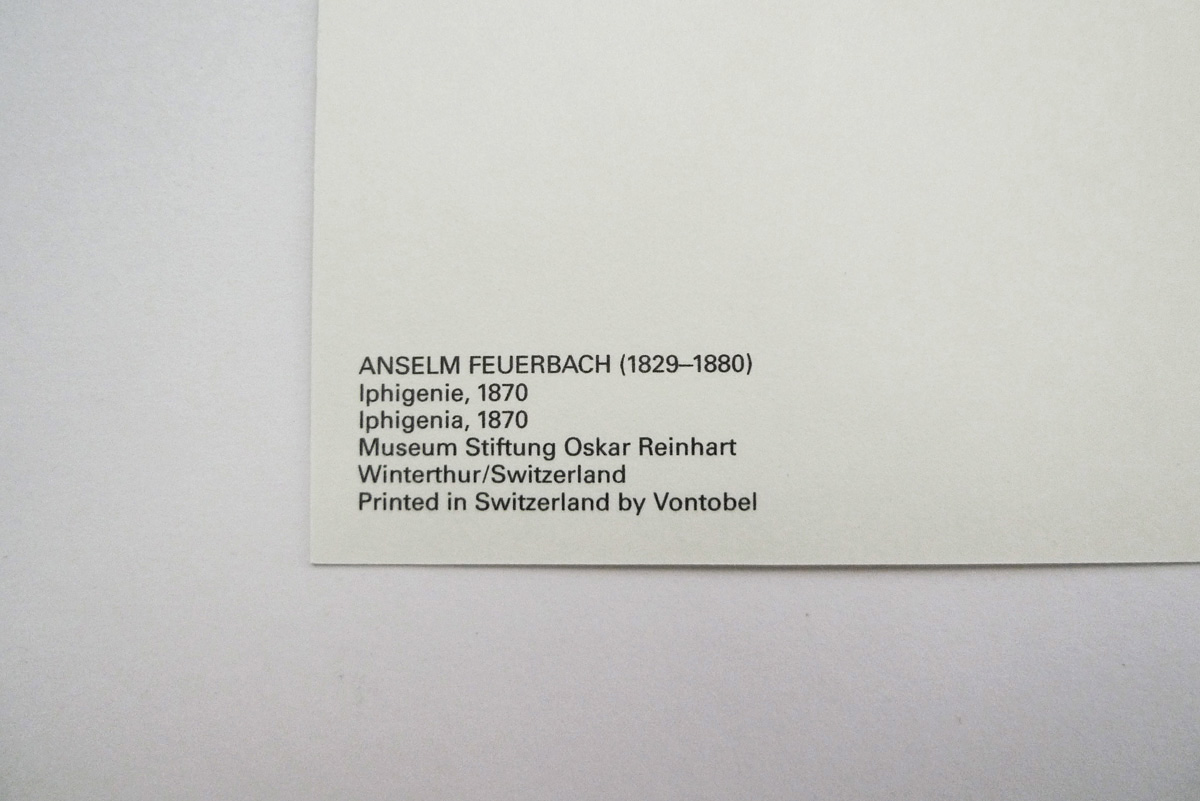 ANSELM FEUERBACH (1829–1880)
Iphigenie, 1870
Iphigenia, 1870
Museum Stiftung Oskar Reinhart
Winterthur/Switzerland
Printed in Switzerland by Vontobel